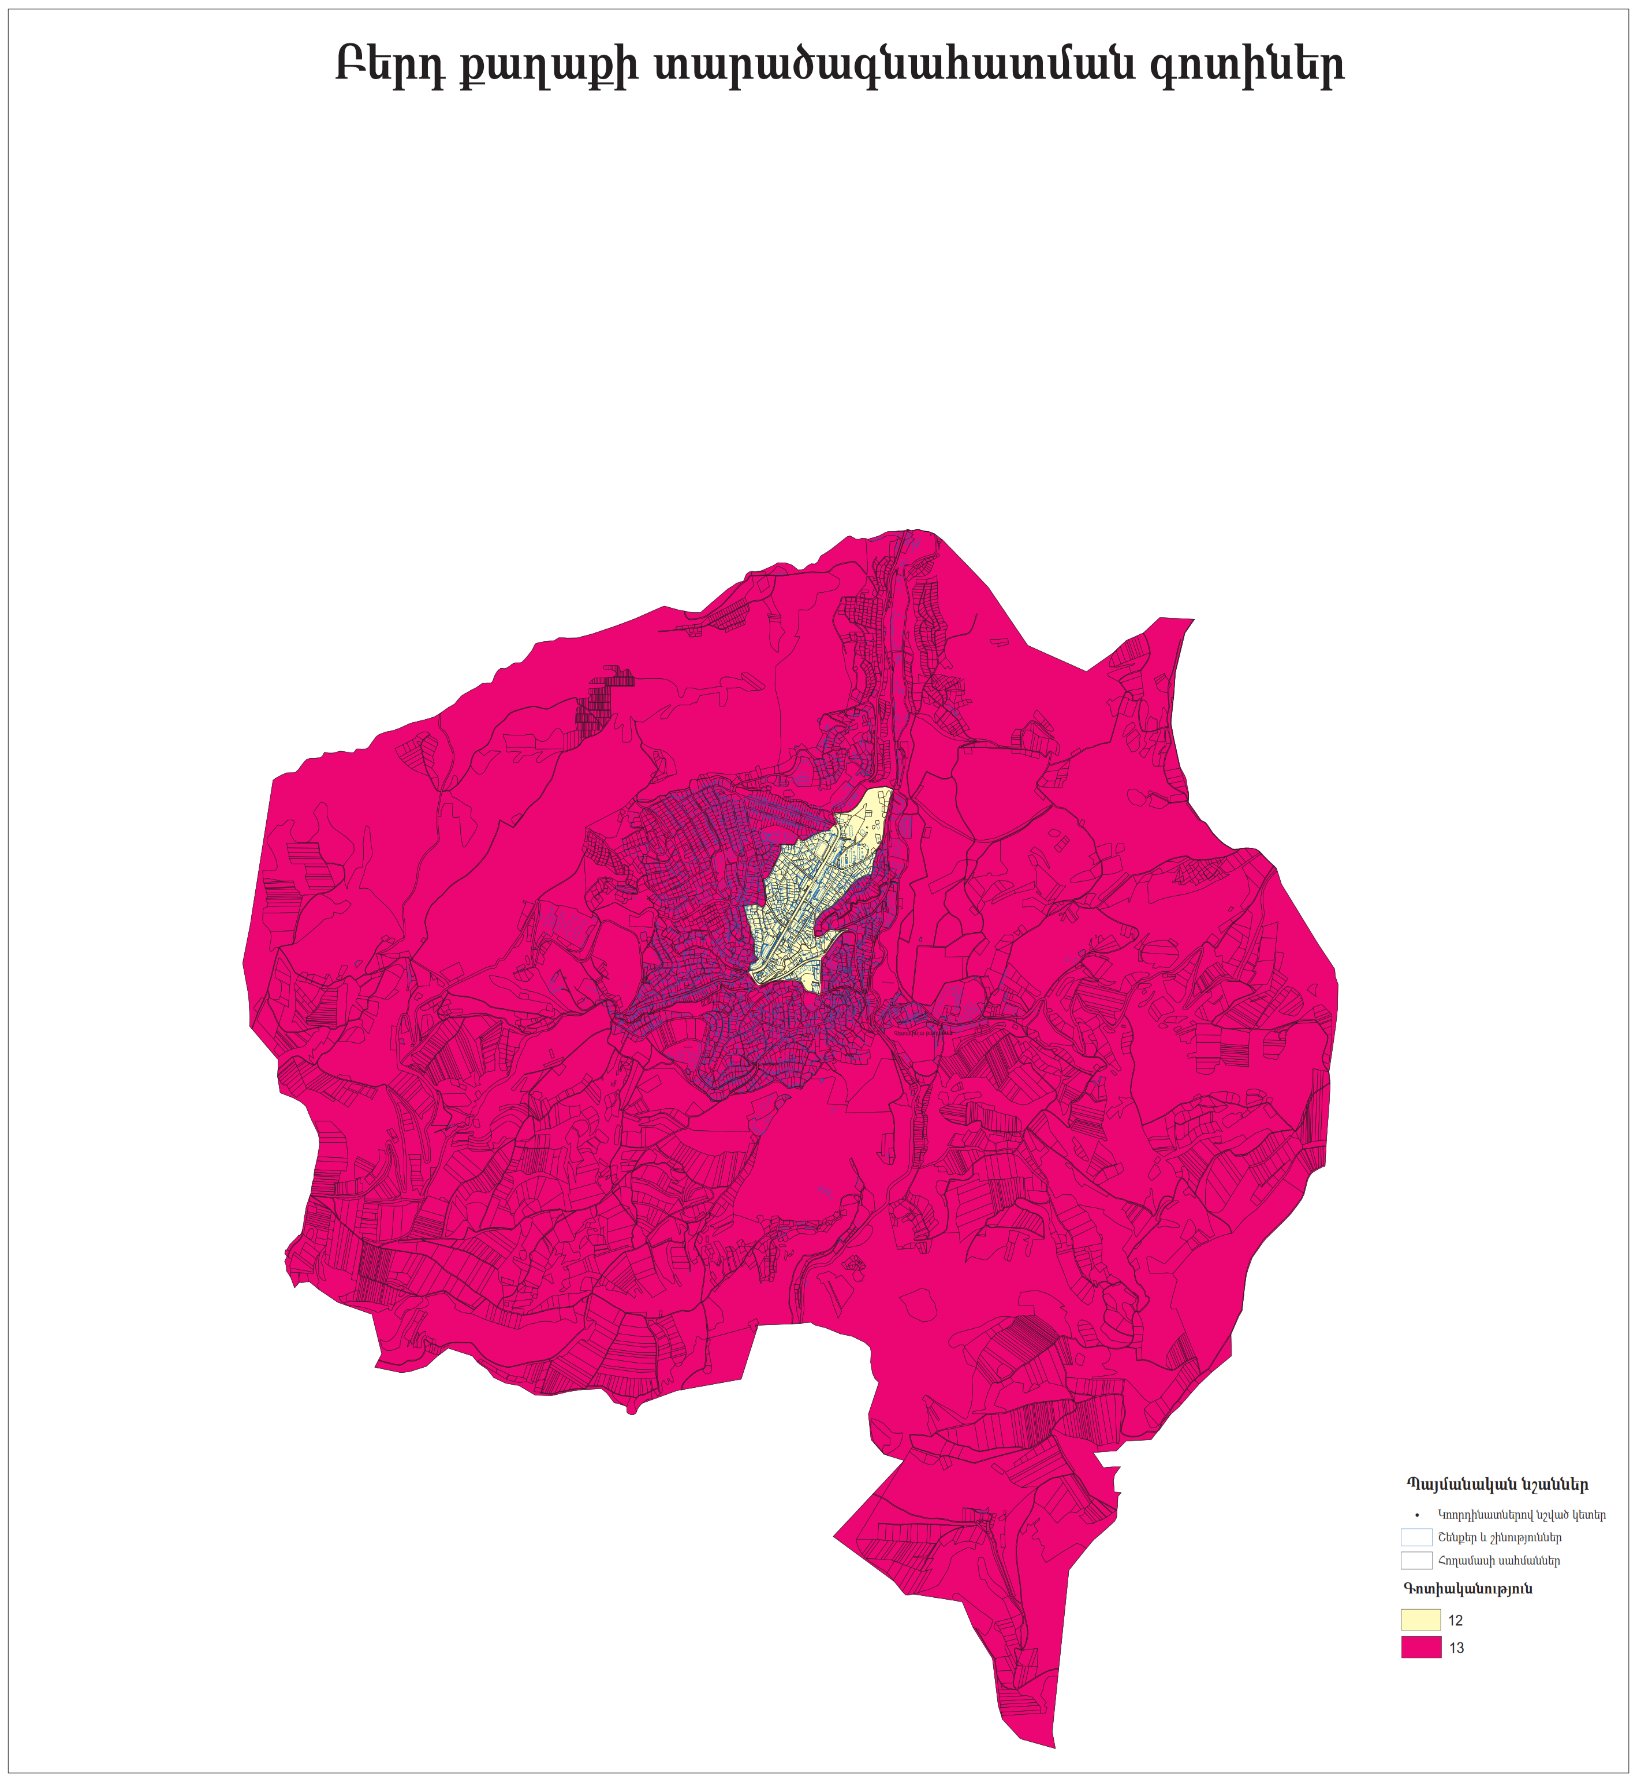 Բերդ քաղաքի տարածագնահատման գոտիներ
Պայմանական նշաններ
Կոորդինատներով նշված կետեր
Շենքեր և շինություններ
Հողամասի սահմաններ
Գոտիականություն
12
13